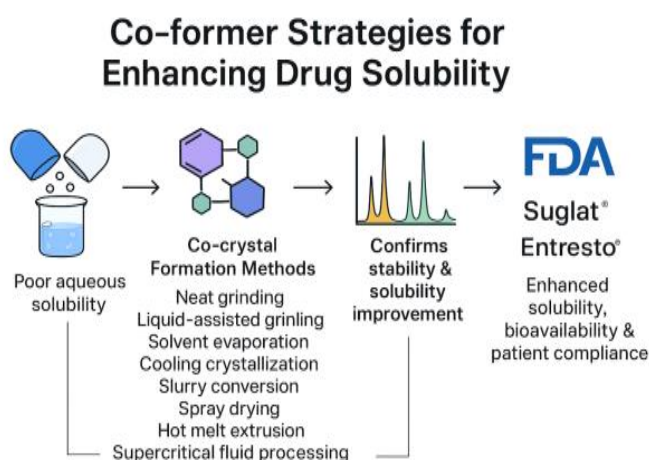 Co-former Strategies for
Enhancing Drug Solubility
Poor aqueous
solubility
Co-crystal
Formation Methods
Neat grinding
Liquid-assisted grinling
Solvent evaporation
Cooling crystallization
Slurry conversion
Spray drying
Hot melt extrusion
Supercritical fluid processing
Confirms
stability &
solubility
improvement
FDA
Suglat®
Entresto®
Enhanced
solubility,
bioavailability &
patient compliance